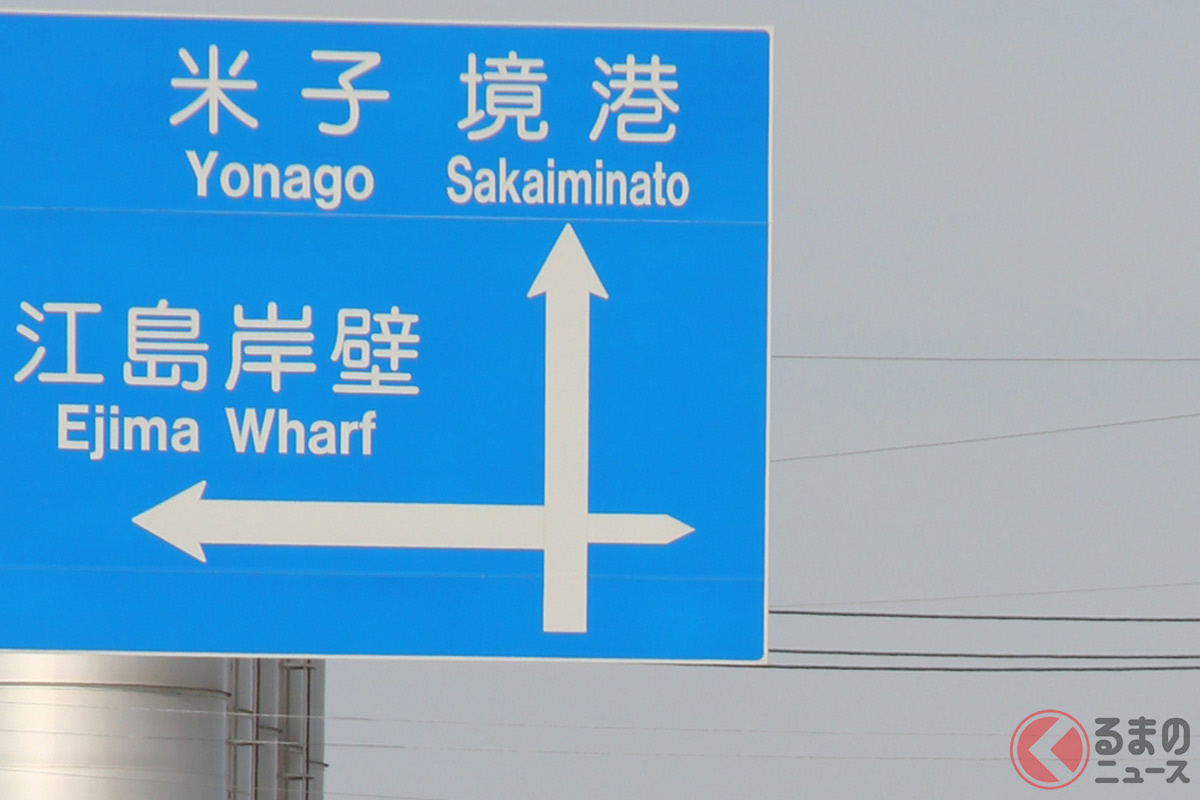 米子 境港
Yonago Sakaiminato
江島岸壁
Ejima Wharf
くるまの
ニュース